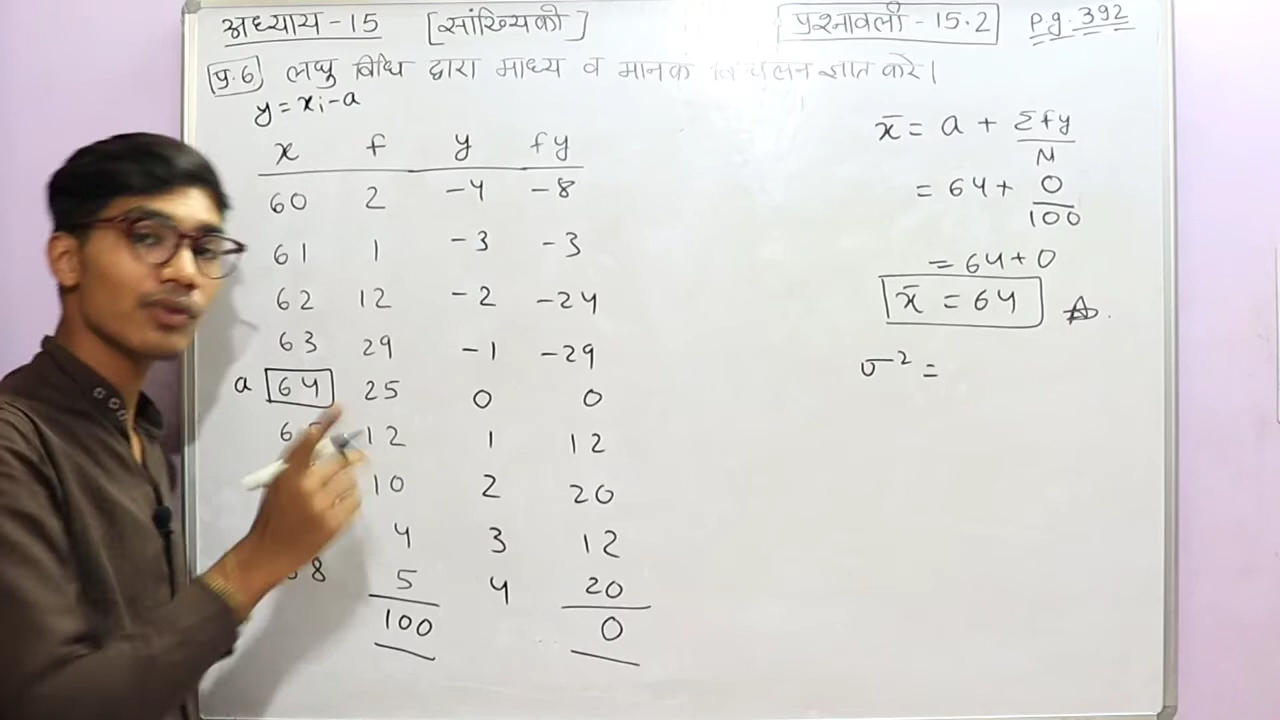 अध्याय - 15 [सांख्यिकी] प्रश्नावली - 15.2 P.g. 392
प्र.6 लघु विधि द्वारा माध्य व मानक विचलन ज्ञात करे।
y = xi - a
x f y fy
60 2 -4 -8
61 1 -3 -3
62 12 -2 -24
63 29 -1 -29
a 64 25 0 0
12 1 12
10 2 20
4 3 12
8 5 4 20
100 0
x̄ = a + Σfy/N
= 64 + 0/100
= 64 + 0
x̄ = 64
σ² =